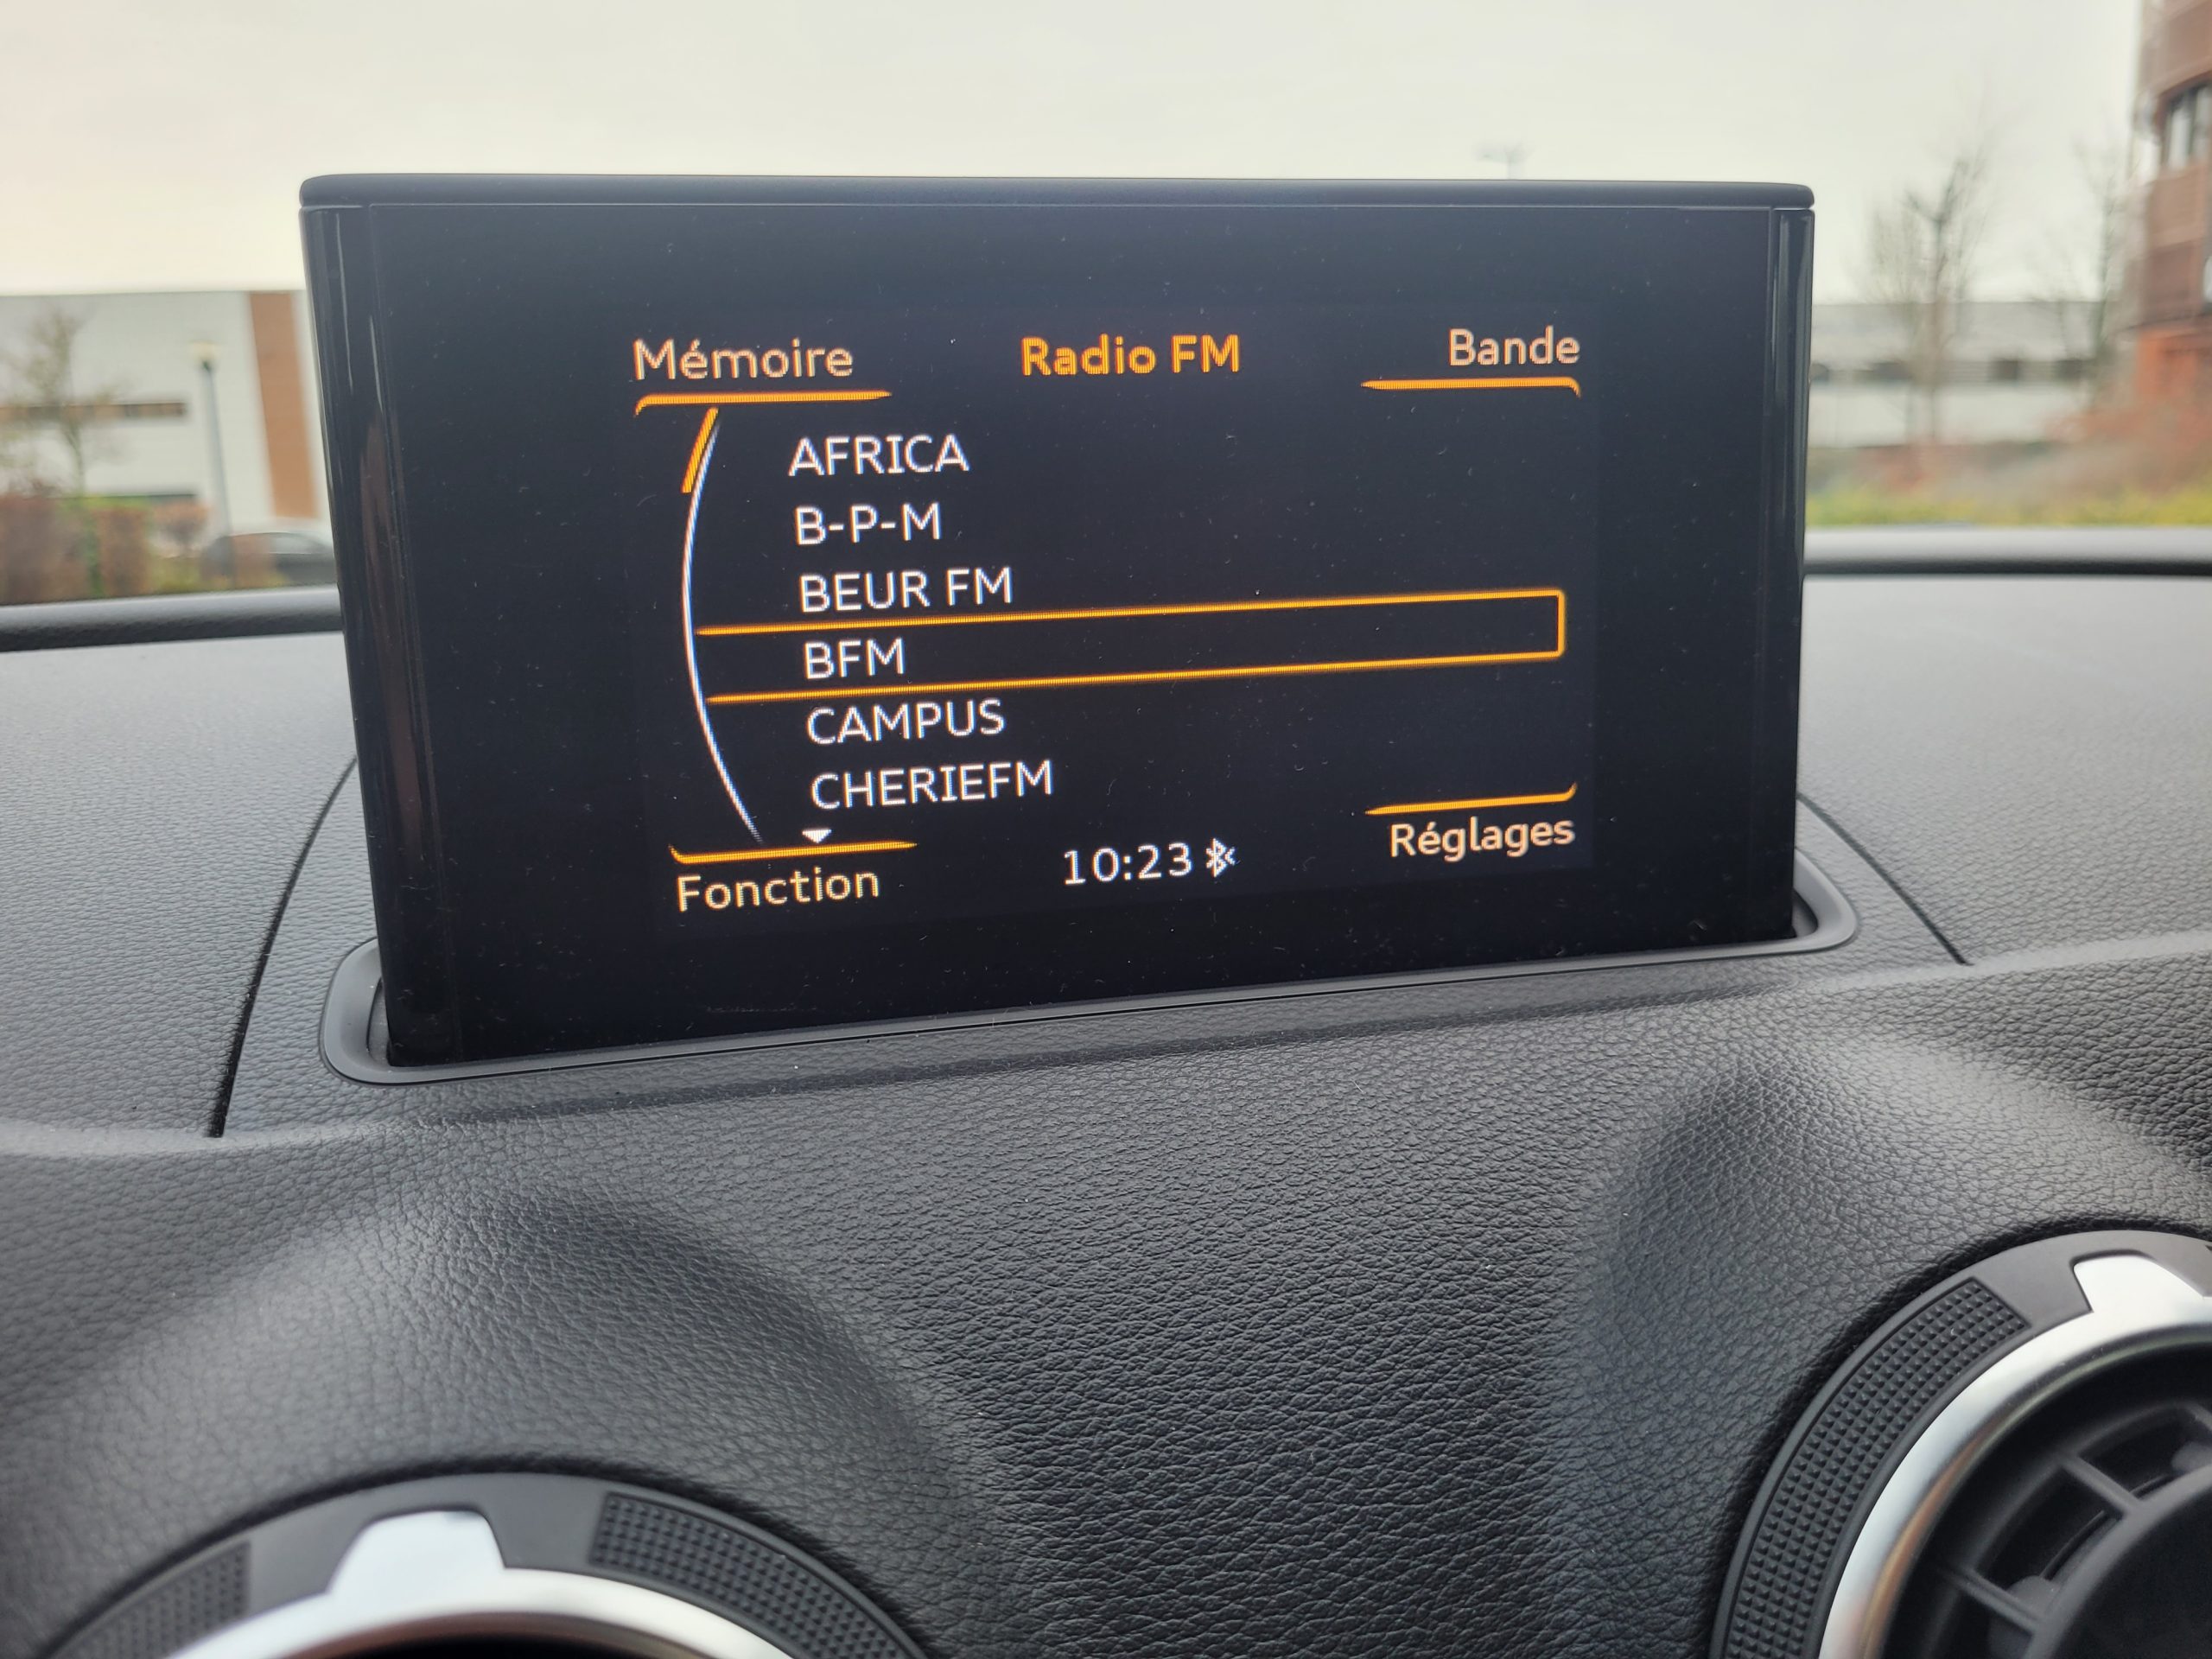 Mémoire
Radio FM
Bande
AFRICA
B-P-M
BEUR FM
BFM
CAMPUS
CHERIEFM
Fonction
10:23
Réglages